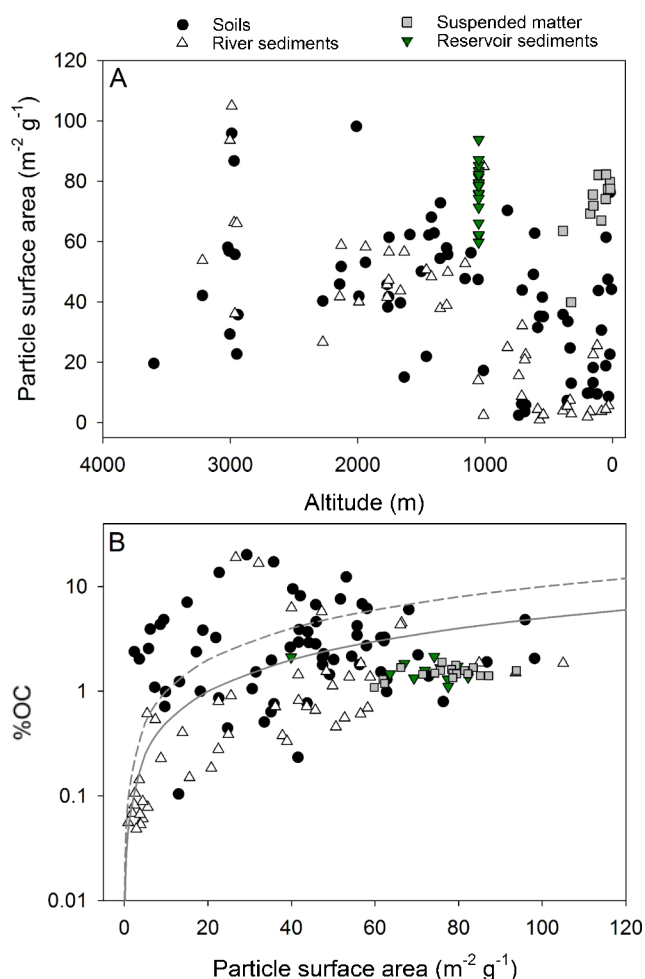 Soils Suspended matter
River sediments Reservoir sediments
A
120
100
80
60
40
20
0
Particle surface area (m⁻² g⁻¹)
4000 3000 2000 1000 0
Altitude (m)
B
10
1
0.1
0.01
%OC
0 20 40 60 80 100 120
Particle surface area (m⁻² g⁻¹)